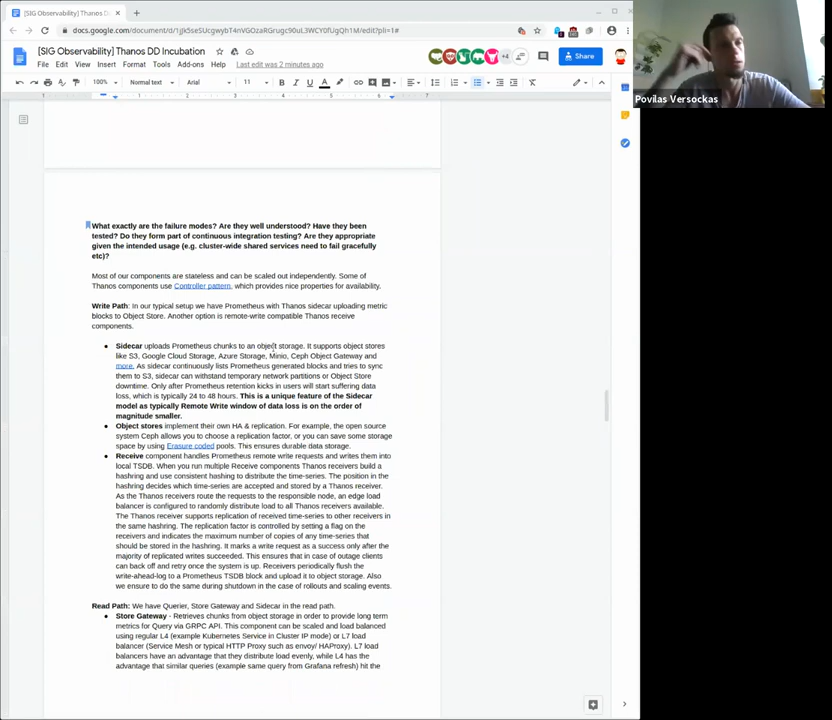 [SIG Observability] Thanos DD Incu
[SIG Observability] Thanos DD Incubation
File Edit View Insert Format Tools Add-ons Help Last edit was 2 minutes ago
+4
Share
100% Normal text Arial 11
1 1 2 3 4 5 6 7
What exactly are the failure modes? Are they well understood? Have they been
tested? Do they form part of continuous integration testing? Are they appropriate
given the intended usage (e.g. cluster-wide shared services need to fail gracefully
etc)?
Most of our components are stateless and can be scaled out independently. Some of
Thanos components use Controller pattern, which provides nice properties for availability.
Write Path: In our typical setup we have Prometheus with Thanos sidecar uploading metric
blocks to Object Store. Another option is remote-write compatible Thanos receive
components.
● Sidecar uploads Prometheus chunks to an object storage. It supports object stores
like S3, Google Cloud Storage, Azure Storage, Minio, Ceph Object Gateway and
more. As sidecar continuously lists Prometheus generated blocks and tries to sync
them to S3, sidecar can withstand temporary network partitions or Object Store
downtime. Only after Prometheus retention kicks in users will start suffering data
loss, which is typically 24 to 48 hours. This is a unique feature of the Sidecar
model as typically Remote Write window of data loss is on the order of
magnitude smaller.
● Object stores implement their own HA & replication. For example, the open source
system Ceph allows you to choose a replication factor, or you can save some storage
space by using Erasure coded pools. This ensures durable data storage.
● Receive component handles Prometheus remote write requests and writes them into
local TSDB. When you run multiple Receive components Thanos receivers build a
hashring and use consistent hashing to distribute the time-series. The position in the
hashring decides which time-series are accepted and stored by a Thanos receiver.
As the Thanos receivers route the requests to the responsible node, an edge load
balancer is configured to randomly distribute load to all Thanos receivers available.
The Thanos receiver supports replication of received time-series to other receivers in
the same hashring. The replication factor is controlled by setting a flag on the
receivers and indicates the maximum number of copies of any time-series that
should be stored in the hashring. It marks a write request as a success only after the
majority of replicated writes succeeded. This ensures that in case of outage clients
can back off and retry once the system is up. Receivers periodically flush the
write-ahead-log to a Prometheus TSDB block and upload it to object storage. Also
we ensure to do the same during shutdown in the case of rollouts and scaling events.
Read Path: We have Querier, Store Gateway and Sidecar in the read path.
● Store Gateway - Retrieves chunks from object storage in order to provide long term
metrics for Query via GRPC API. This component can be scaled and load balanced
using regular L4 (example Kubernetes Service in Cluster IP mode) or L7 load
balancer (Service Mesh or typical HTTP Proxy such as envoy/ HAProxy). L7 load
balancers have an advantage that they distribute load evenly, while L4 has the
advantage that similar queries (example same query from Grafana refresh) hit the
Povilas Versockas